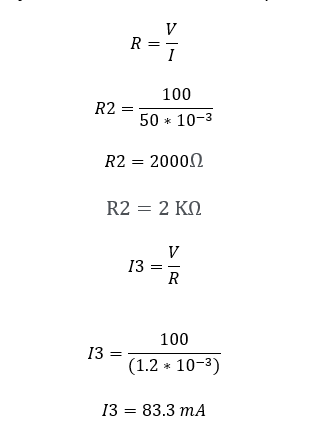 R = V/I
R2 = 100/(50 * 10⁻³)
R2 = 2000Ω
R2 = 2 KΩ
I3 = V/R
I3 = 100/((1.2 * 10⁻³))
I3 = 83.3 mA